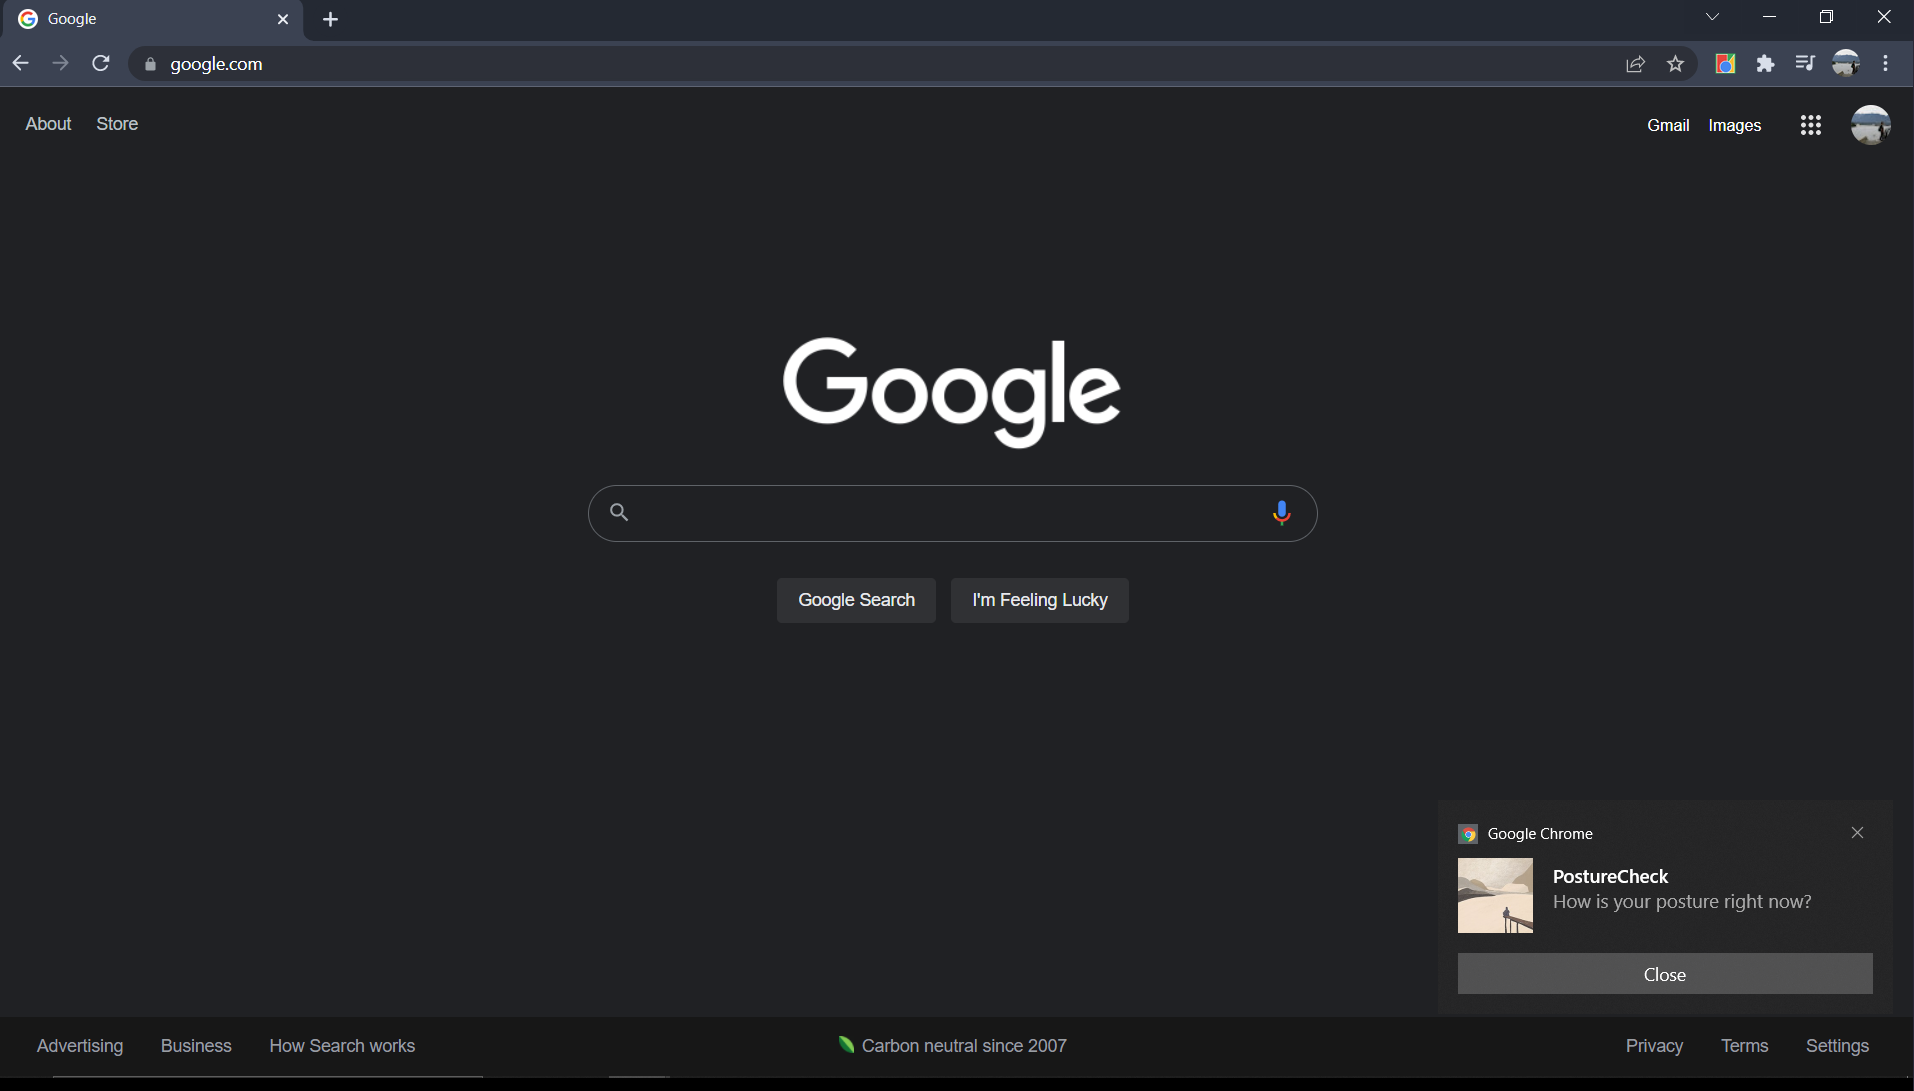 Google
google.com
About Store
Gmail Images
Google
Google Search I'm Feeling Lucky
Google Chrome
PostureCheck
How is your posture right now?
Close
Advertising Business How Search works
Carbon neutral since 2007
Privacy Terms Settings